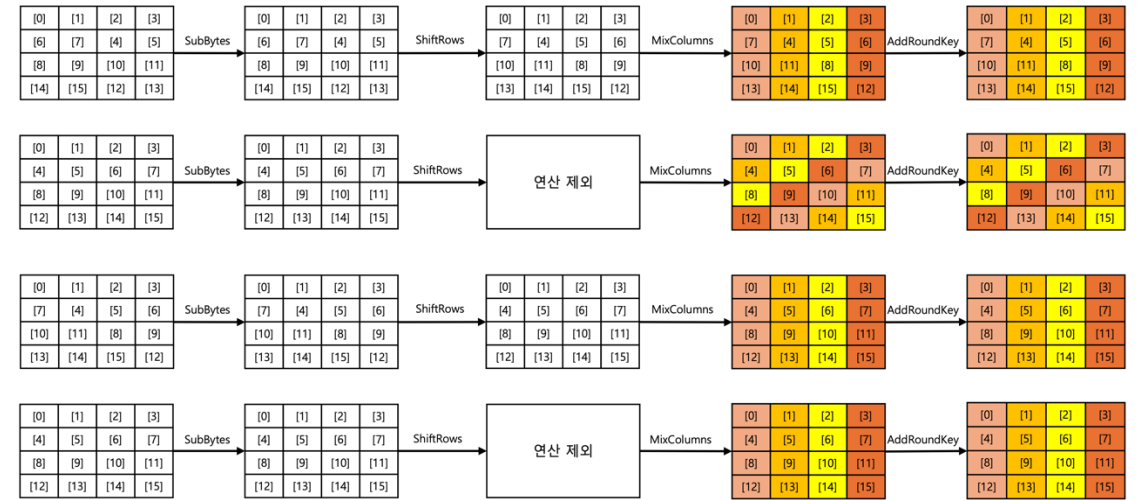 [0] [1] [2] [3] [0] [1] [2] [3] [0] [1] [2] [3] [0] [1] [2] [3] [0] [1] [2] [3]
SubBytes ShiftRows MixColumns AddRoundKey
[6] [7] [4] [5] [6] [7] [4] [5] [7] [4] [5] [6] [7] [4] [5] [6] [7] [4] [5] [6]
[8] [9] [10] [11] [8] [9] [10] [11] [10] [11] [8] [9] [10] [11] [8] [9] [10] [11] [8] [9]
[14] [15] [12] [13] [14] [15] [12] [13] [13] [14] [15] [12] [13] [14] [15] [12] [13] [14] [15] [12]
[0] [1] [2] [3] [0] [1] [2] [3] [0] [1] [2] [3] [0] [1] [2] [3]
SubBytes ShiftRows MixColumns AddRoundKey
[4] [5] [6] [7] [4] [5] [6] [7] [4] [5] [6] [7] [4] [5] [6] [7]
연산 제외
[8] [9] [10] [11] [8] [9] [10] [11] [8] [9] [10] [11] [8] [9] [10] [11]
[12] [13] [14] [15] [12] [13] [14] [15] [12] [13] [14] [15] [12] [13] [14] [15]
[0] [1] [2] [3] [0] [1] [2] [3] [0] [1] [2] [3] [0] [1] [2] [3] [0] [1] [2] [3]
SubBytes ShiftRows MixColumns AddRoundKey
[7] [4] [5] [6] [7] [4] [5] [6] [4] [5] [6] [7] [4] [5] [6] [7] [4] [5] [6] [7]
[10] [11] [8] [9] [10] [11] [8] [9] [8] [9] [10] [11] [8] [9] [10] [11] [8] [9] [10] [11]
[13] [14] [15] [12] [13] [14] [15] [12] [12] [13] [14] [15] [12] [13] [14] [15] [12] [13] [14] [15]
[0] [1] [2] [3] [0] [1] [2] [3] [0] [1] [2] [3] [0] [1] [2] [3]
SubBytes ShiftRows MixColumns AddRoundKey
[4] [5] [6] [7] [4] [5] [6] [7] [4] [5] [6] [7] [4] [5] [6] [7]
연산 제외
[8] [9] [10] [11] [8] [9] [10] [11] [8] [9] [10] [11] [8] [9] [10] [11]
[12] [13] [14] [15] [12] [13] [14] [15] [12] [13] [14] [15] [12] [13] [14] [15]